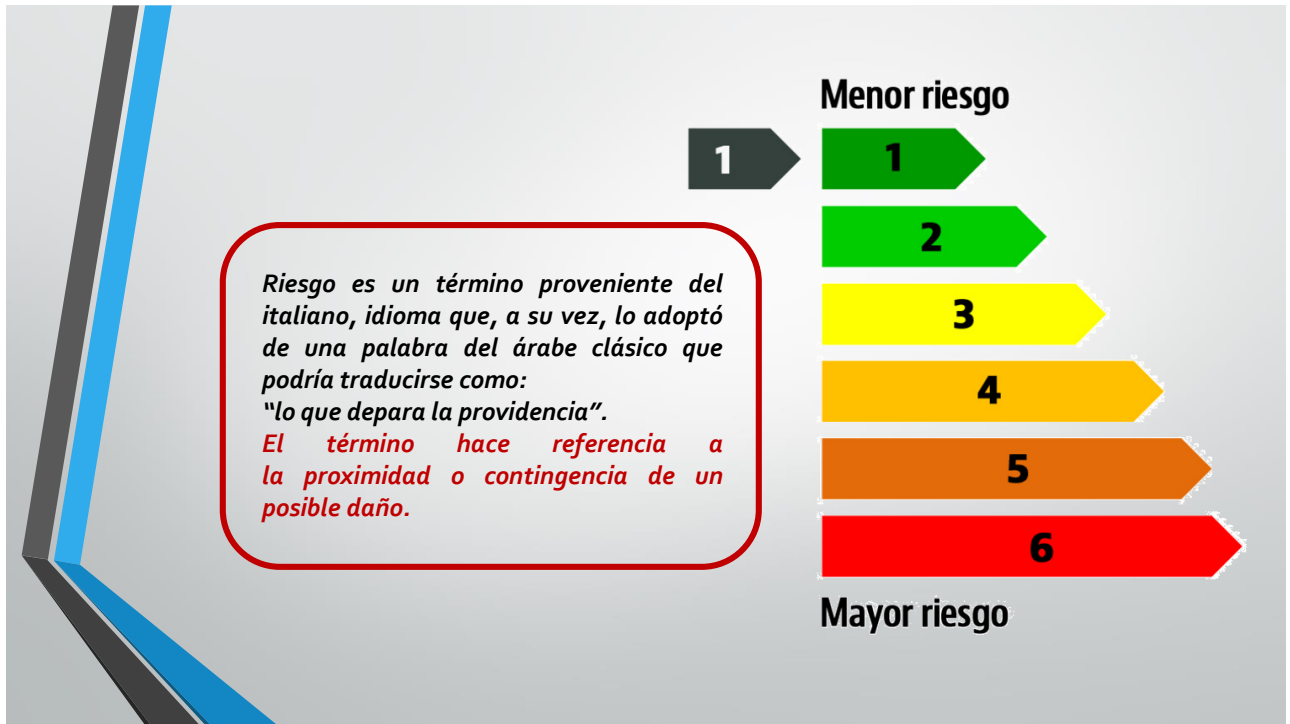 Riesgo es un término proveniente del
italiano, idioma que, a su vez, lo adoptó
de una palabra del árabe clásico que
podría traducirse como:
“lo que depara la providencia”.
El término hace referencia a
la proximidad o contingencia de un
posible daño.
Menor riesgo
1
1
2
3
4
5
6
Mayor riesgo